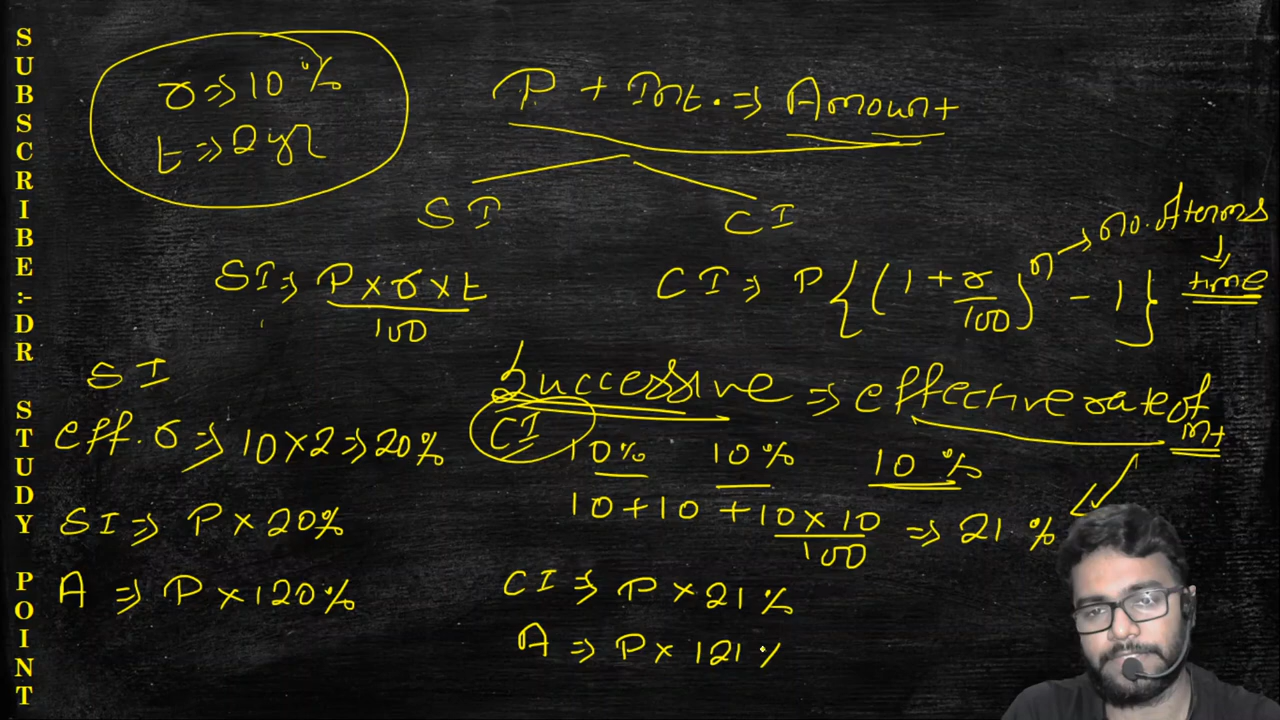 SUBSCRIBE :- DR STUDY POINT
r ⇒ 10%
t ⇒ 2yr
P + Int. ⇒ Amount
SI
CI
SI ⇒ P × r × t / 100
CI ⇒ P { ( 1 + r/100 )^n - 1 }
no. of terms
↓
time
Successive ⇒ effective rate of int
SI
eff. r ⇒ 10 × 2 ⇒ 20%
SI ⇒ P × 20%
A ⇒ P × 120%
CI
10% 10% 10%
10 + 10 + 10 × 10 / 100 ⇒ 21%
CI ⇒ P × 21%
A ⇒ P × 121%